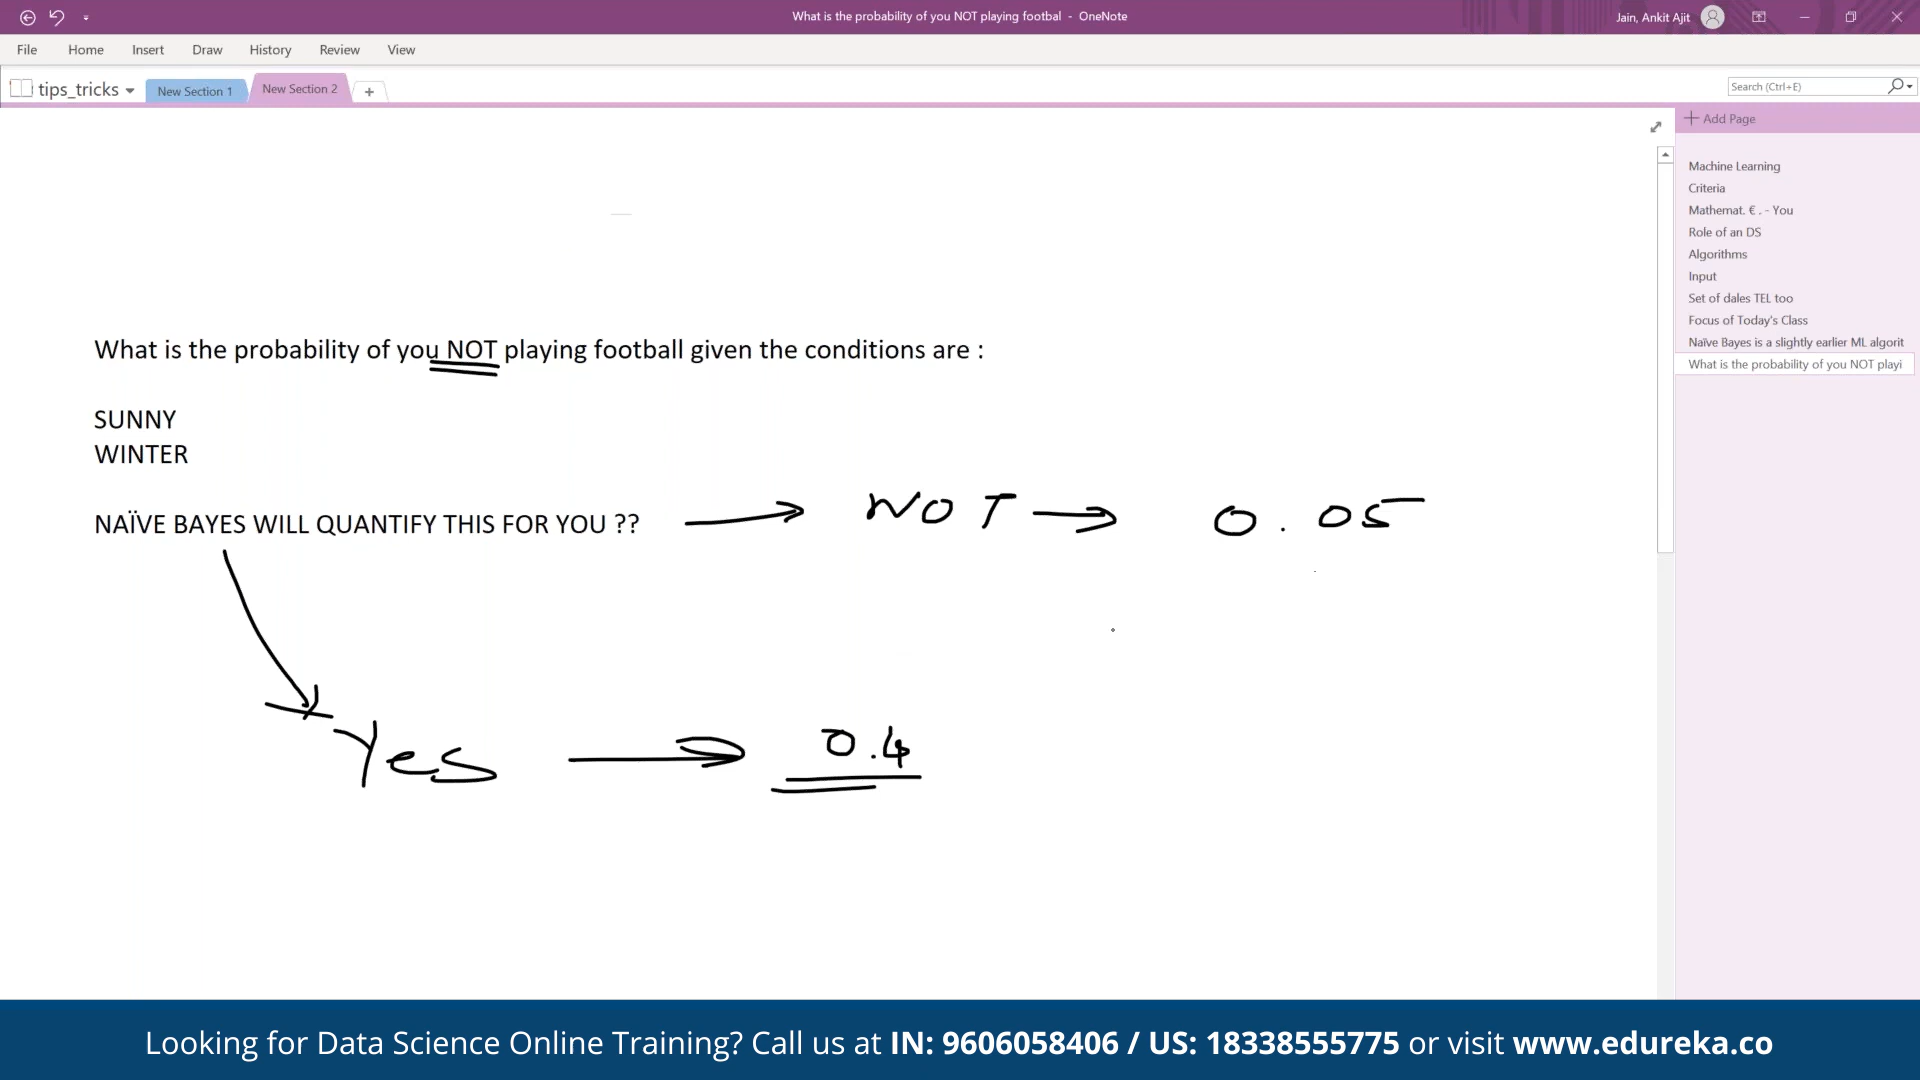 What is the probability of you NOT playing footbal - OneNote
Jain, Ankit Ajit
File Home Insert Draw History Review View
tips_tricks New Section 1 New Section 2 +
Search (Ctrl+E)
Add Page
Machine Learning
Criteria
Mathemat. € . - You
Role of an DS
Algorithms
Input
Set of dales TEL too
Focus of Today's Class
Naïve Bayes is a slightly earlier ML algorit
What is the probability of you NOT playi
What is the probability of you NOT playing football given the conditions are :
SUNNY
WINTER
NAÏVE BAYES WILL QUANTIFY THIS FOR YOU ?? → NOT → 0.05
Yes → 0.4
Looking for Data Science Online Training? Call us at IN: 9606058406 / US: 18338555775 or visit www.edureka.co